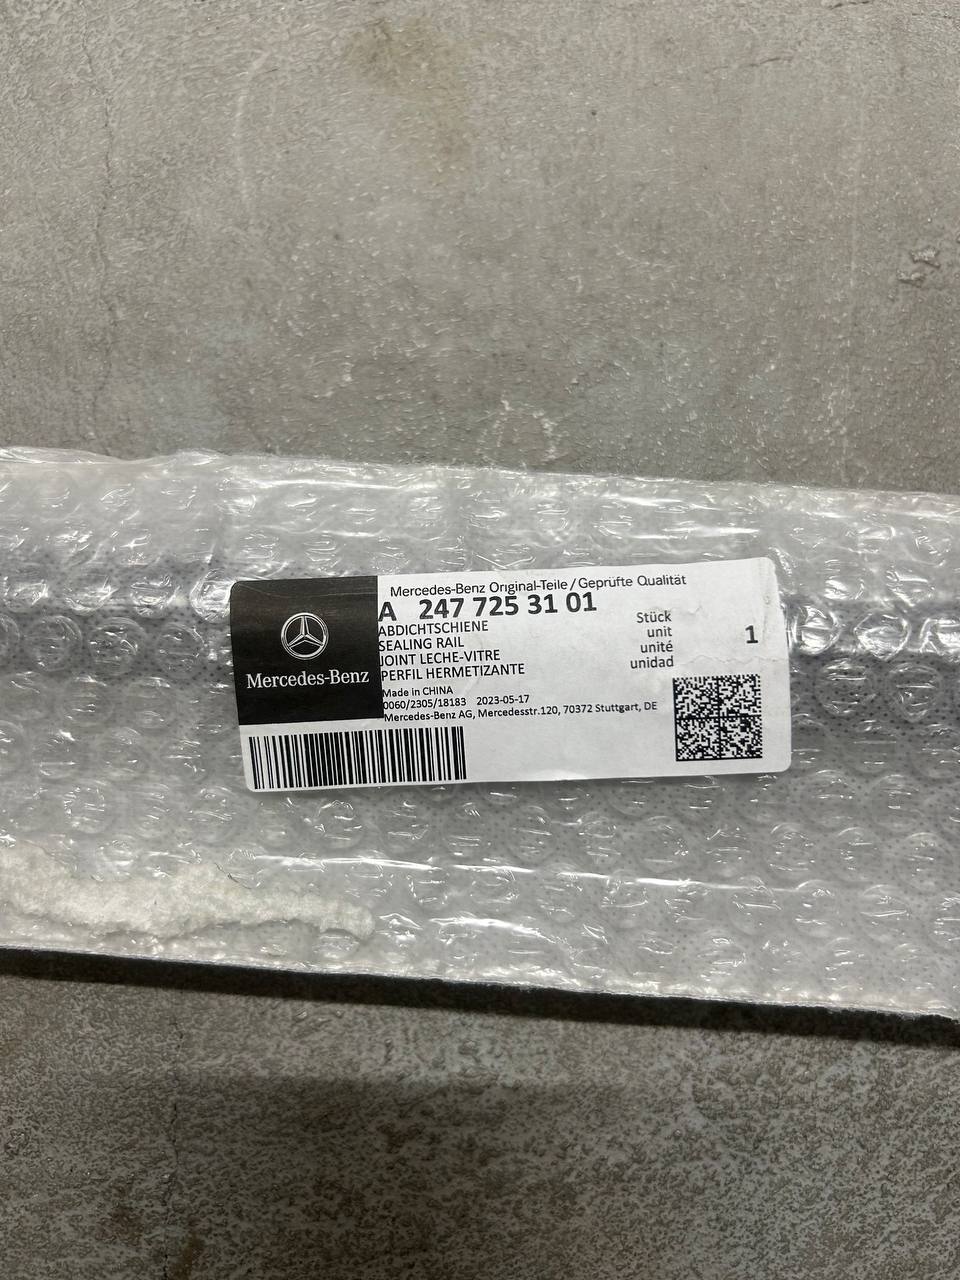 Mercedes-Benz Original-Teile / Geprüfte Qualität
A 247 725 31 01
ABDICHTSCHIENE
SEALING RAIL
JOINT LECHE-VITRE
PERFIL HERMETIZANTE
Stück
unit
unité
unidad
1
Made in CHINA
0060/2305/18183 2023-05-17
Mercedes-Benz AG, Mercedesstr.120, 70372 Stuttgart, DE
Mercedes-Benz